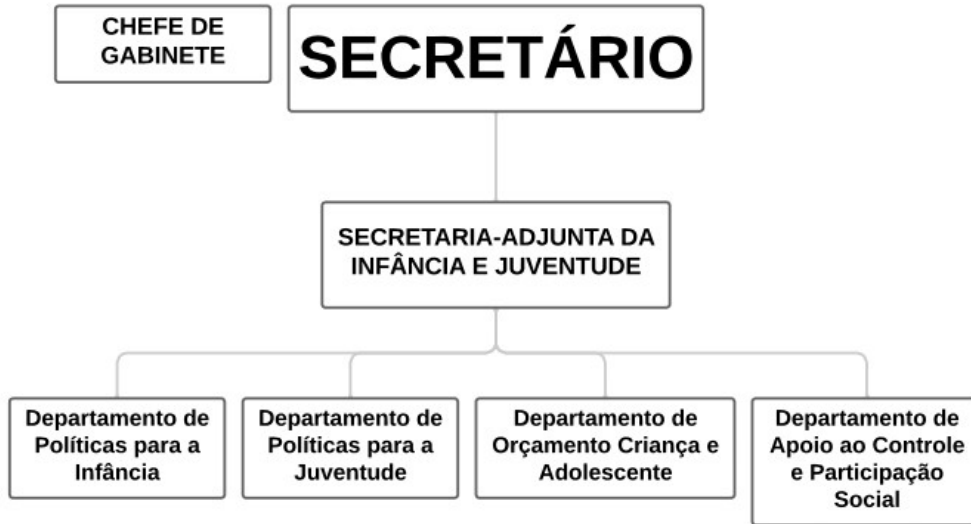 CHEFE DE
GABINETE
SECRETÁRIO
SECRETARIA-ADJUNTA DA
INFÂNCIA E JUVENTUDE
Departamento de
Políticas para a
Infância
Departamento de
Políticas para a
Juventude
Departamento de
Orçamento Criança e
Adolescente
Departamento de
Apoio ao Controle
e Participação
Social